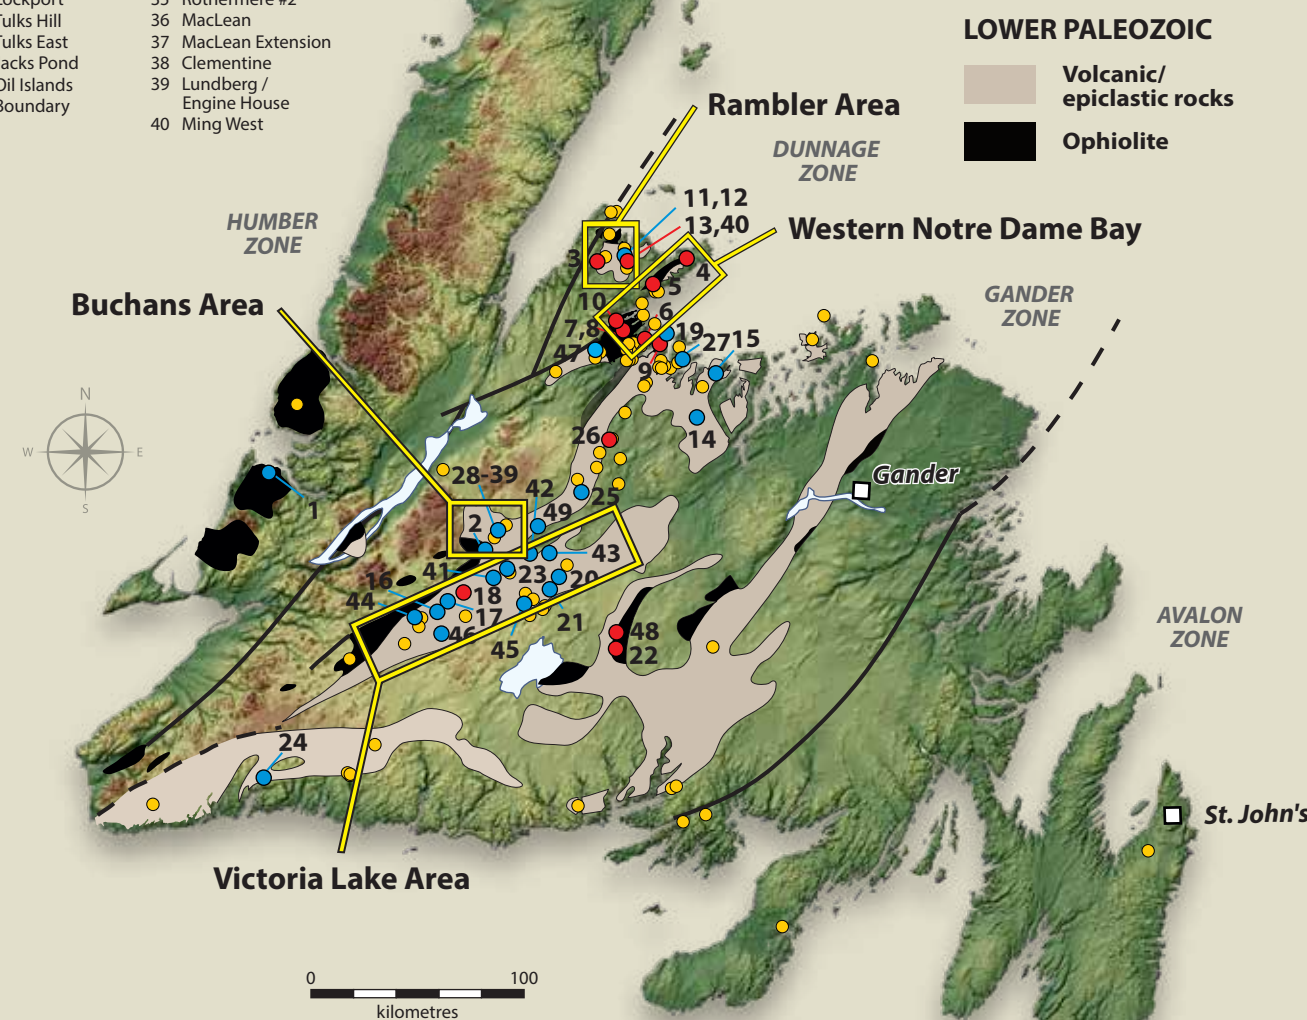 Tulks Hill
Tulks East
Oil Islands
Boundary
35 Rothermere #2
36 MacLean
37 MacLean Extension
38 Clementine
39 Lundberg /
Engine House
40 Ming West
LOWER PALEOZOIC
Volcanic/
epiclastic rocks
Ophiolite
Rambler Area
DUNNAGE
ZONE
HUMBER
ZONE
11,12
13,40
Western Notre Dame Bay
3
4
5
Buchans Area
GANDER
ZONE
10
6
7,8
19
27
15
47
9
N
W
E
S
26
14
28-39
Gander
42
25
1
2
49
43
41
23
20
16
18
44
17
21
46
45
48
22
AVALON
ZONE
24
St. John's
Victoria Lake Area
0
100
kilometres